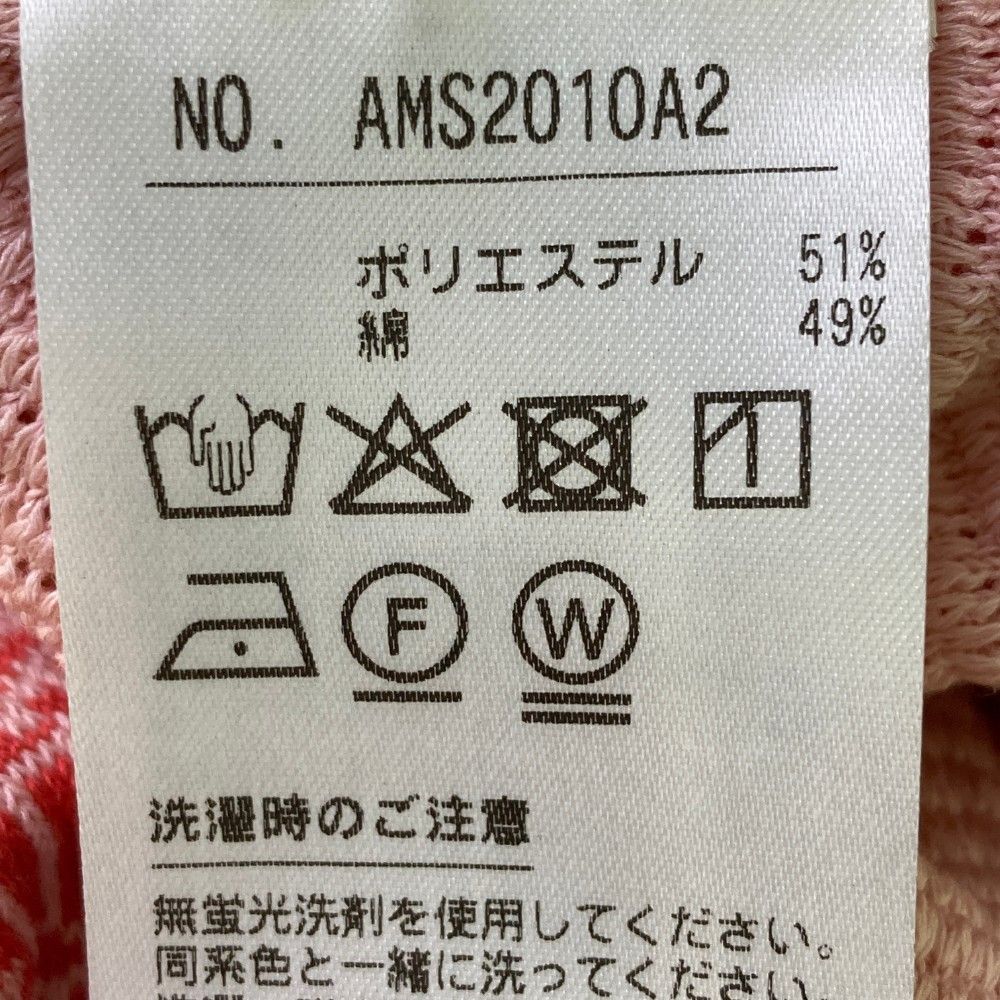 NO. AMS2010A2
ポリエステル 51%
綿 49%
F W
洗濯時のご注意
無蛍光洗剤を使用してください。
同系色と一緒に洗ってください。